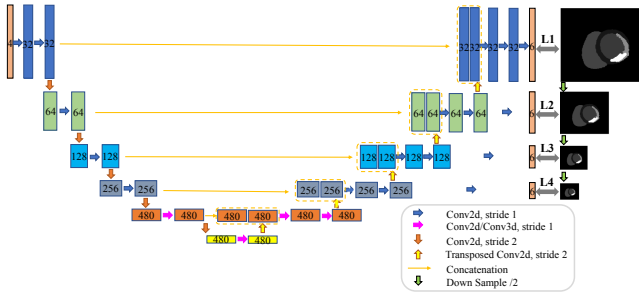 4 32 32 32 32 32 32 6 L1
64 64 64 64 64 64 6 L2
128 128 128 128 128 128 6 L3
256 256 256 256 256 256 6 L4
480 480 480 480 480 480
480 480
Conv2d, stride 1
Conv2d/Conv3d, stride 1
Conv2d, stride 2
Transposed Conv2d, stride 2
Concatenation
Down Sample /2